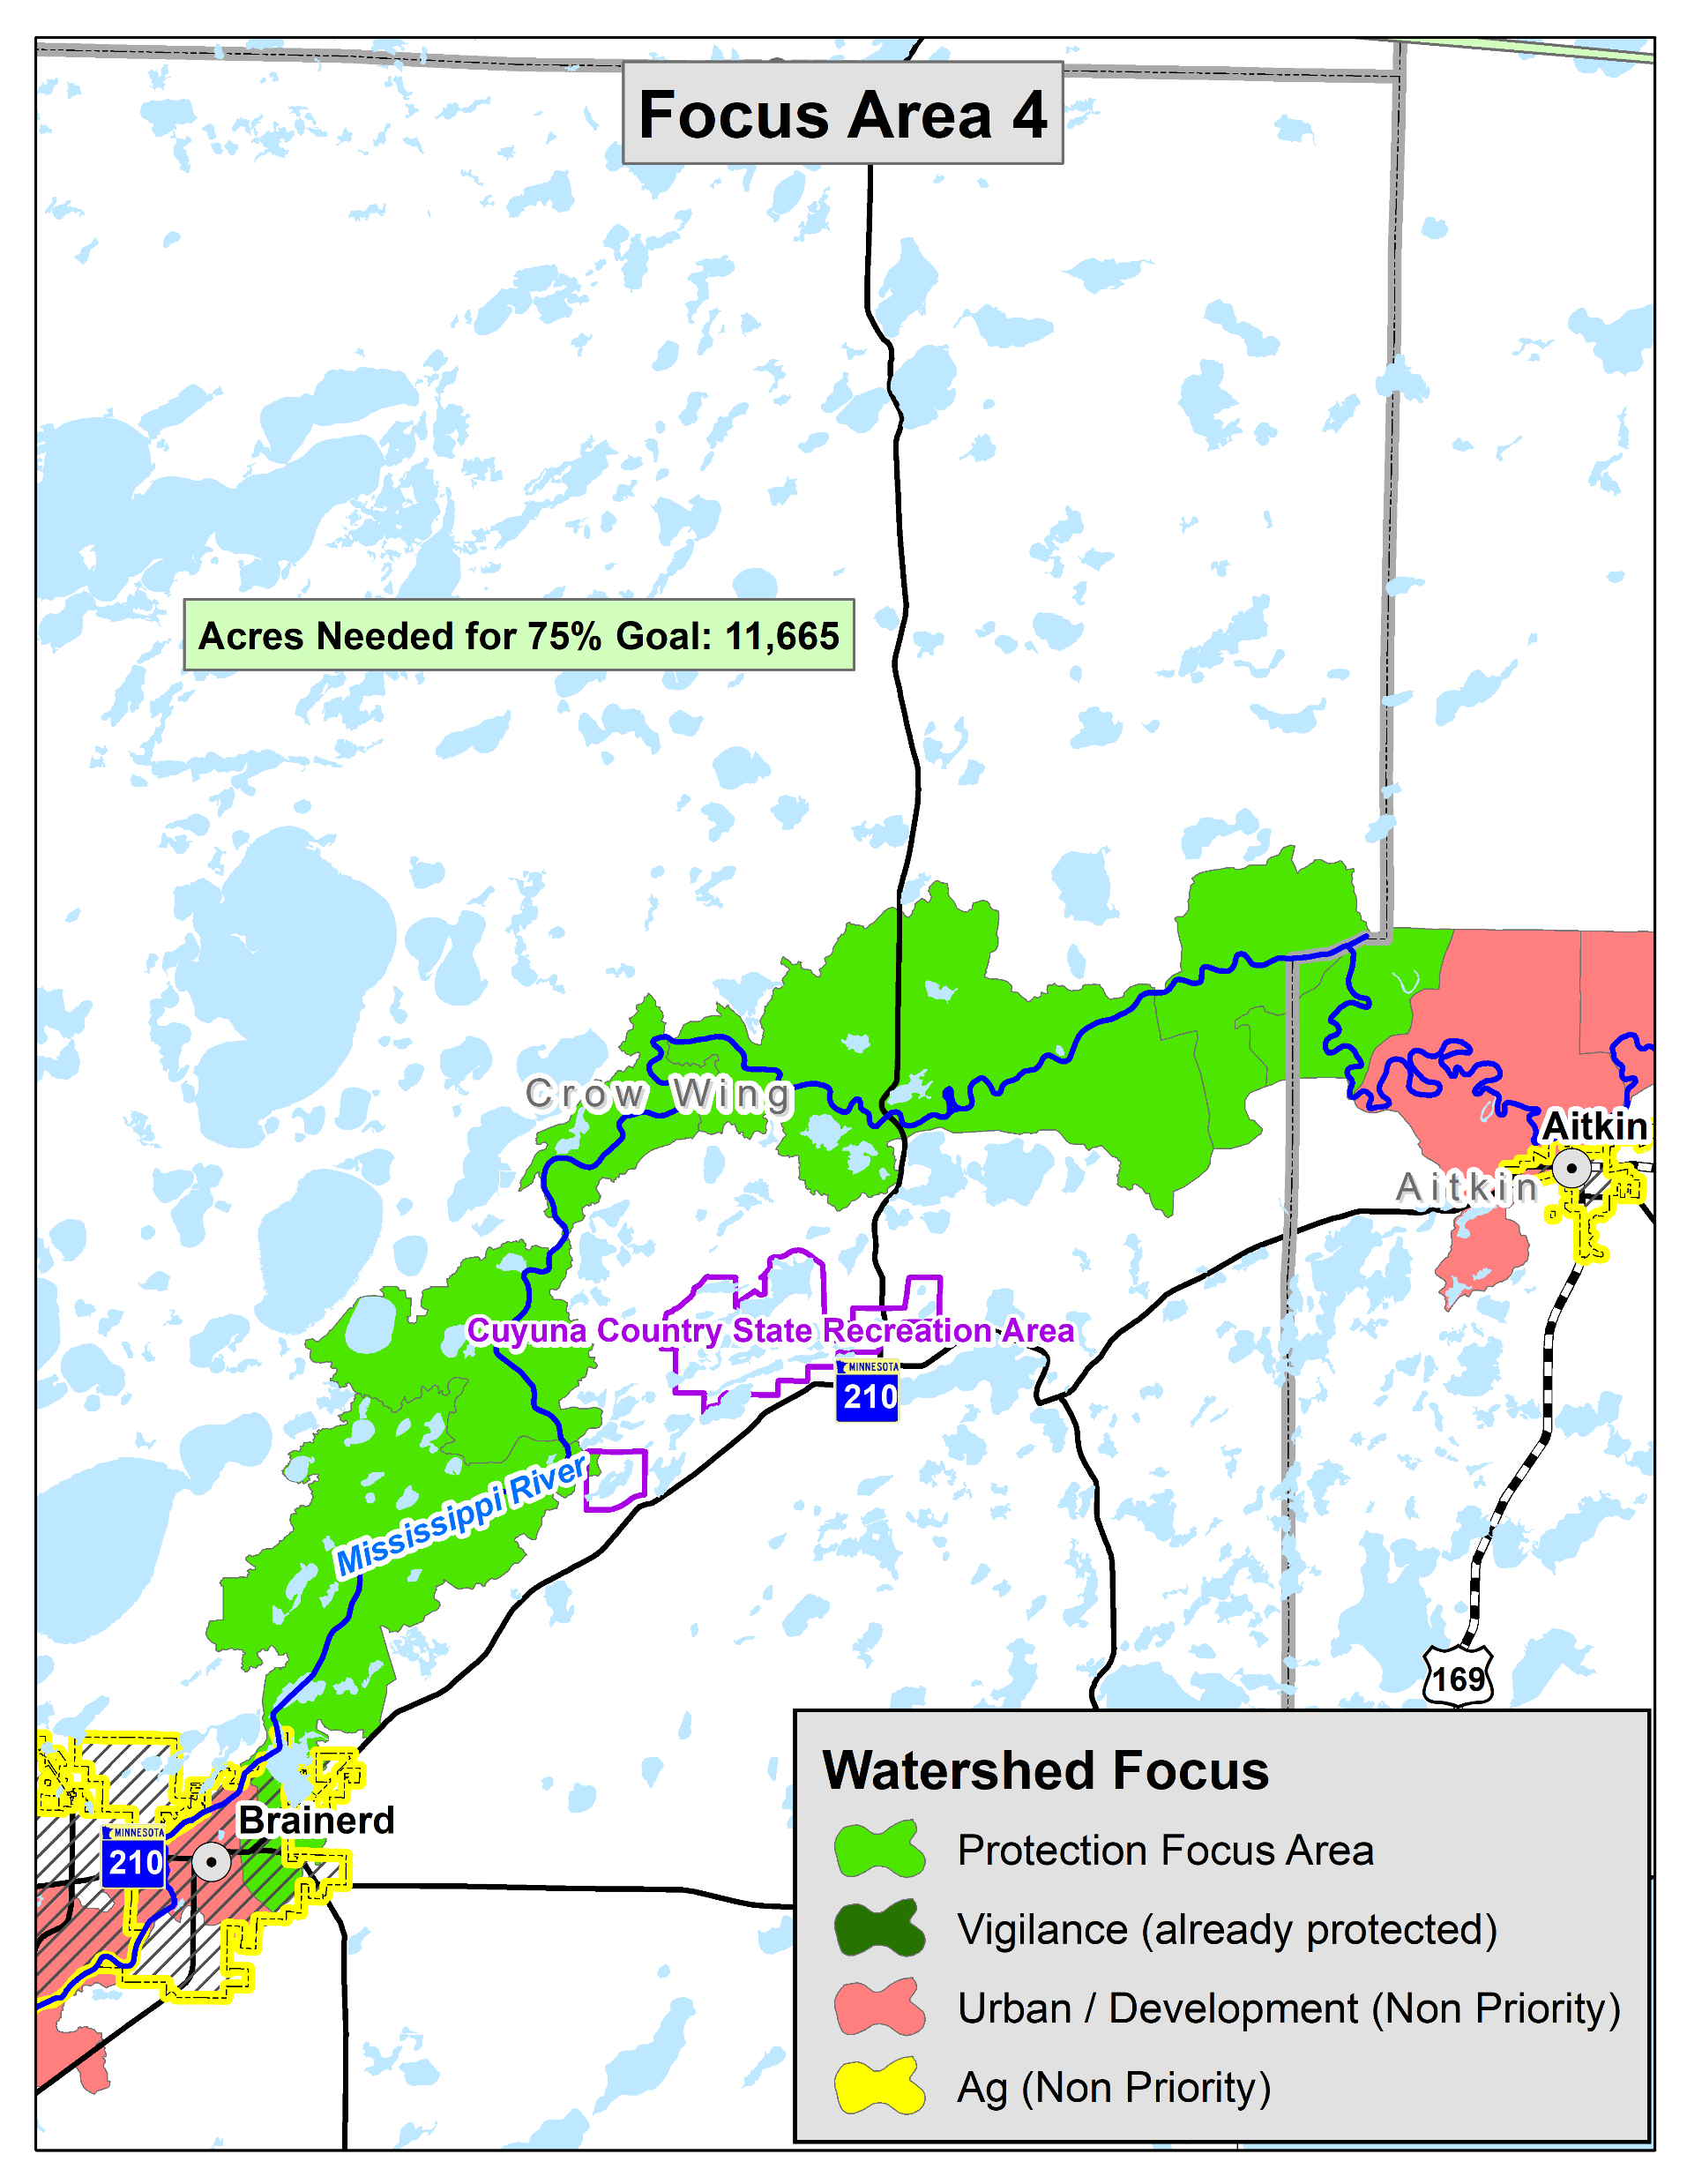 Focus Area 4
Acres Needed for 75% Goal: 11,665
Crow Wing
Aitkin
Aitkin
Cuyuna Country State Recreation Area
MINNESOTA
210
Mississippi River
169
Brainerd
MINNESOTA
210
Watershed Focus
Protection Focus Area
Vigilance (already protected)
Urban / Development (Non Priority)
Ag (Non Priority)